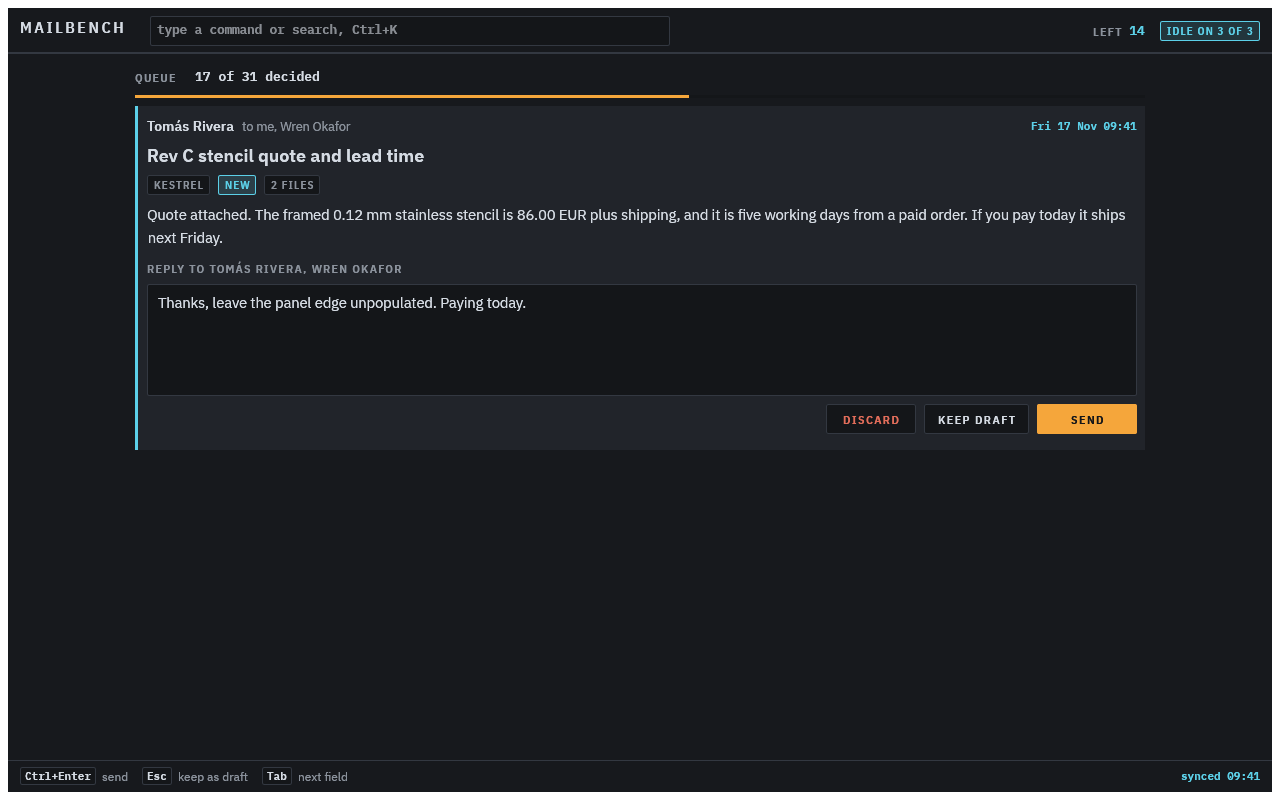 MAILBENCH
type a command or search, Ctrl+K
LEFT 14
IDLE ON 3 OF 3
QUEUE 17 of 31 decided
Tomás Rivera to me, Wren Okafor
Fri 17 Nov 09:41
Rev C stencil quote and lead time
KESTREL NEW 2 FILES
Quote attached. The framed 0.12 mm stainless stencil is 86.00 EUR plus shipping, and it is five working days from a paid order. If you pay today it ships
next Friday.
REPLY TO TOMÁS RIVERA, WREN OKAFOR
Thanks, leave the panel edge unpopulated. Paying today.
DISCARD KEEP DRAFT SEND
Ctrl+Enter send Esc keep as draft Tab next field
synced 09:41